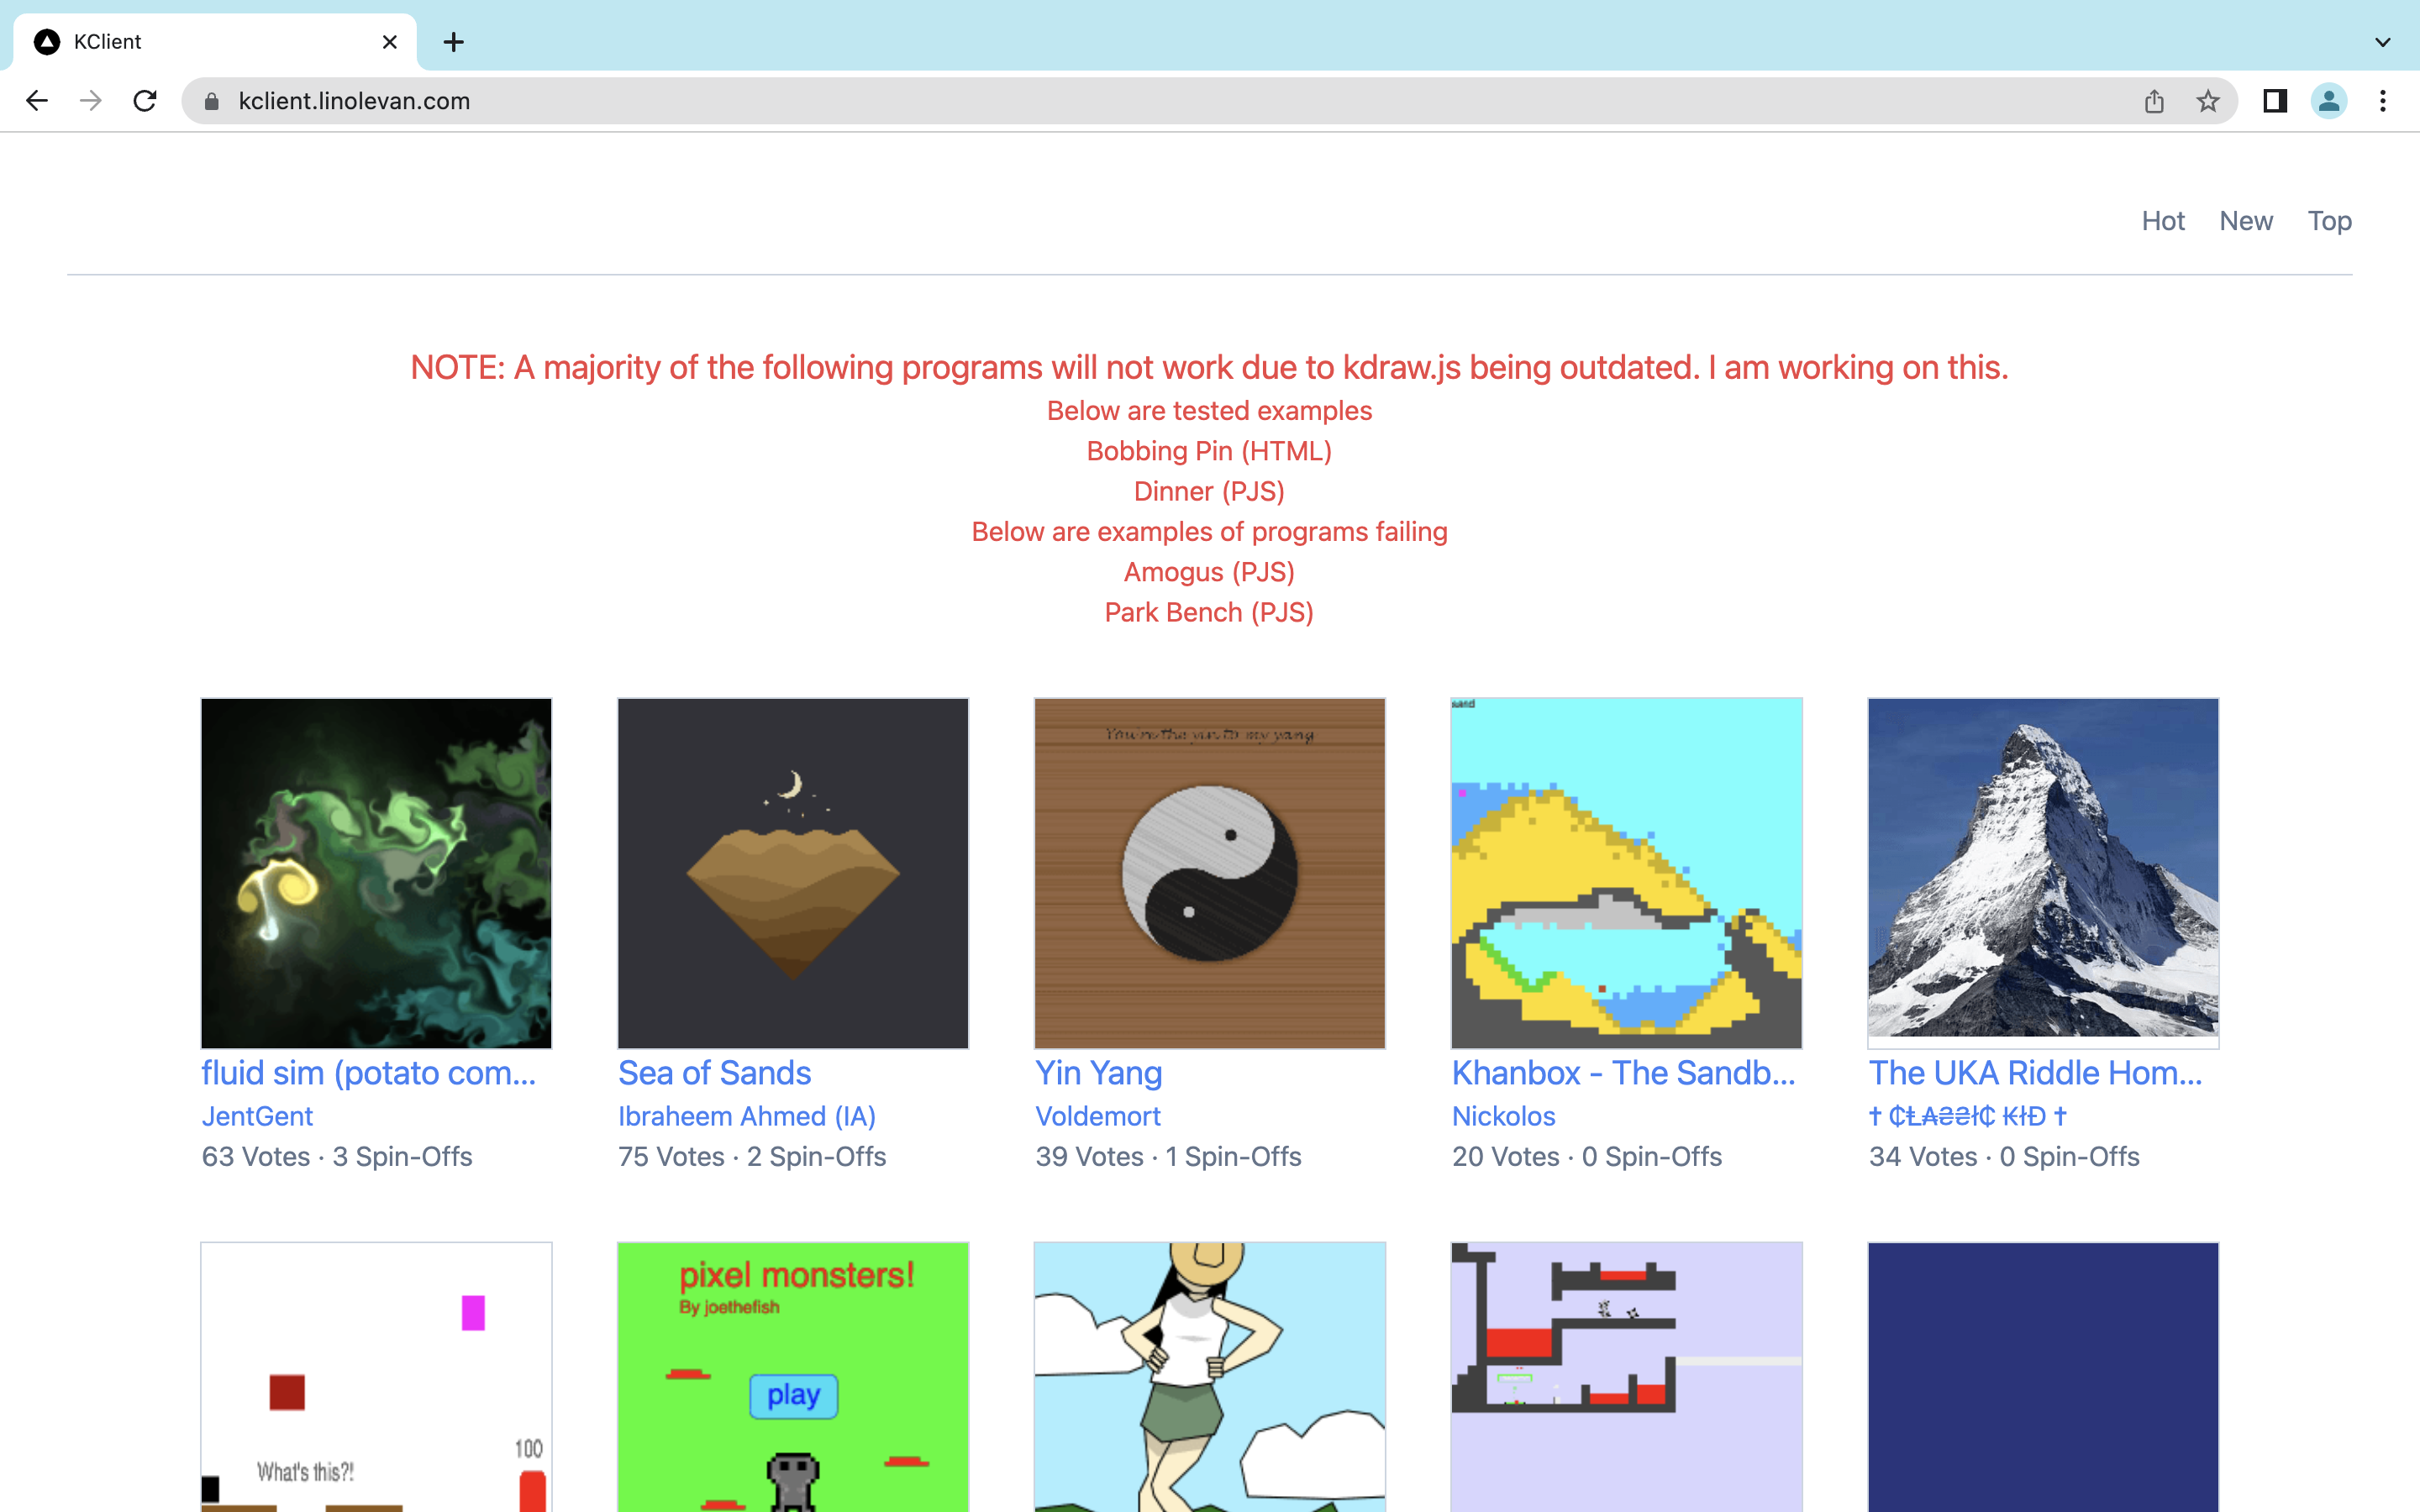 KClient
kclient.linolevan.com
Hot New Top
NOTE: A majority of the following programs will not work due to kdraw.js being outdated. I am working on this.
Below are tested examples
Bobbing Pin (HTML)
Dinner (PJS)
Below are examples of programs failing
Amogus (PJS)
Park Bench (PJS)
You're the yin to my yang
sand
fluid sim (potato com...
JentGent
63 Votes · 3 Spin-Offs
Sea of Sands
Ibraheem Ahmed (IA)
75 Votes · 2 Spin-Offs
Yin Yang
Voldemort
39 Votes · 1 Spin-Offs
Khanbox - The Sandb...
Nickolos
20 Votes · 0 Spin-Offs
The UKA Riddle Hom...
✝ ₵Ⱡ₳₴₴ł₵ ₭łĐ ✝
34 Votes · 0 Spin-Offs
What's this?!
100
pixel monsters!
By joethefish
play